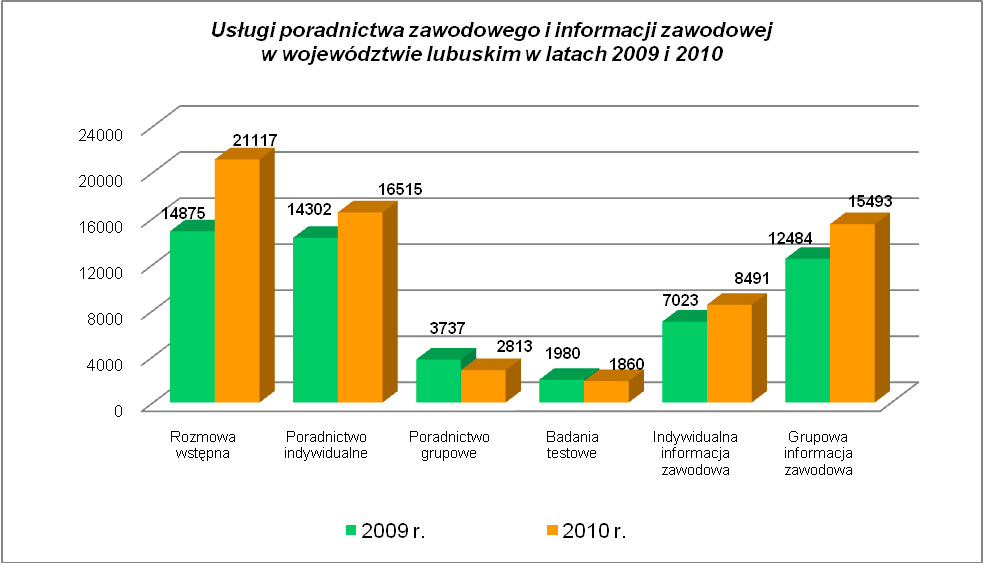 Usługi poradnictwa zawodowego i informacji zawodowej
w województwie lubuskim w latach 2009 i 2010
24000
20000
16000
12000
8000
4000
0
14875
21117
14302
16515
3737
2813
1980
1860
7023
8491
12484
15493
Rozmowa
wstępna
Poradnictwo
indywidualne
Poradnictwo
grupowe
Badania
testowe
Indywidualna
informacja
zawodowa
Grupowa
informacja
zawodowa
2009 r.
2010 r.